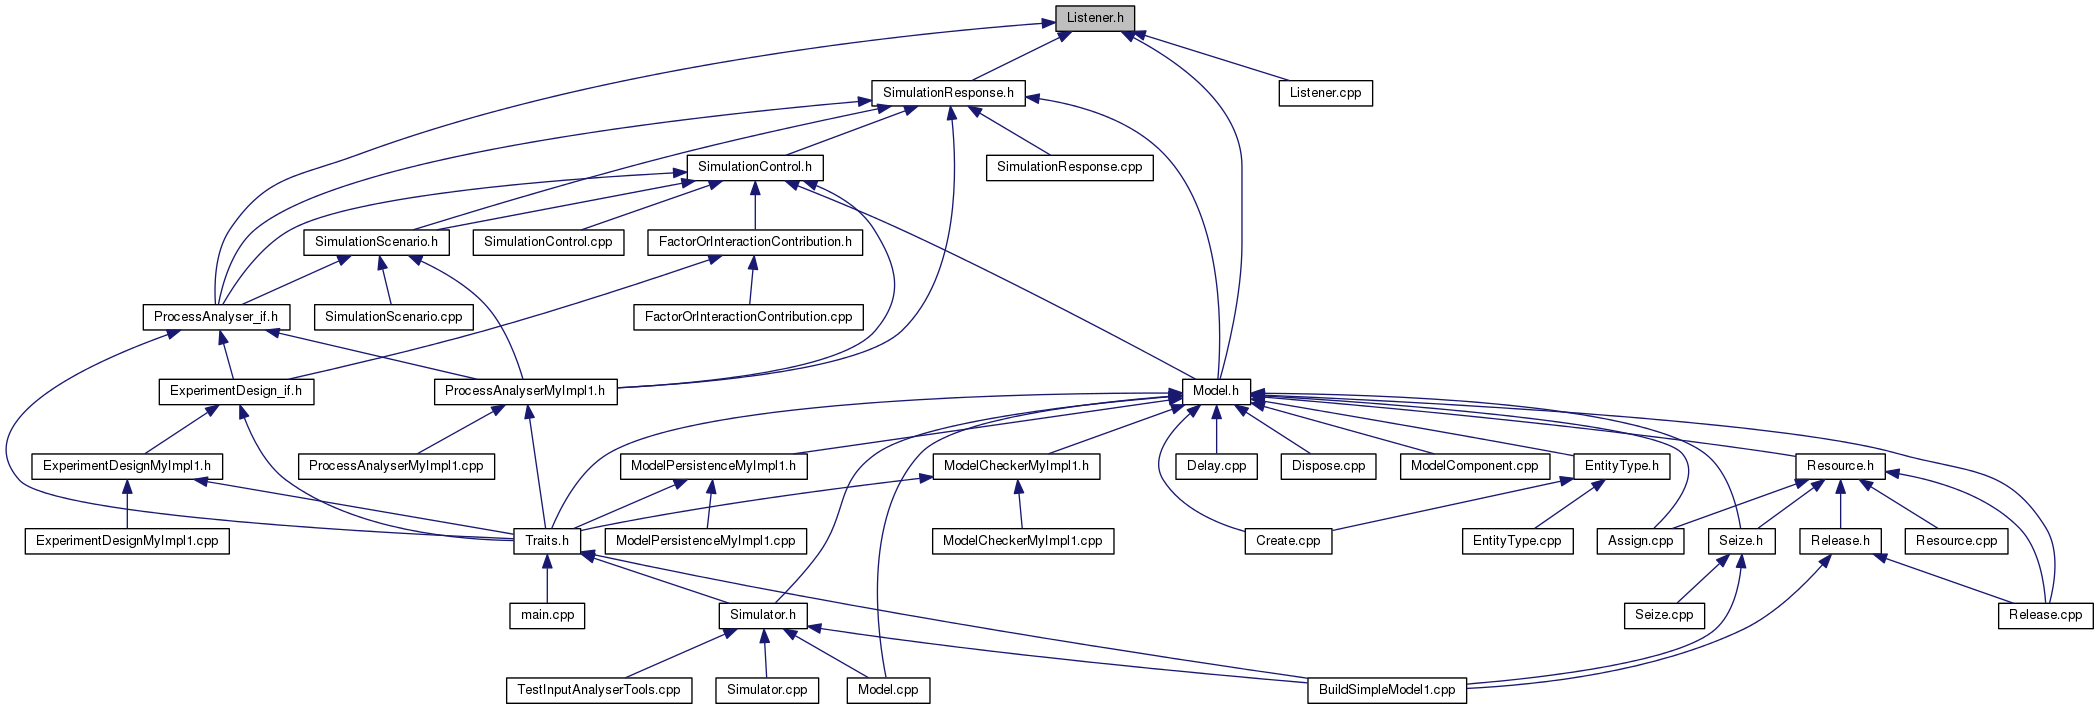 Listener.h
SimulationResponse.h
Listener.cpp
SimulationControl.h
SimulationResponse.cpp
SimulationScenario.h
SimulationControl.cpp
FactorOrInteractionContribution.h
ProcessAnalyser_if.h
SimulationScenario.cpp
FactorOrInteractionContribution.cpp
ExperimentDesign_if.h
ProcessAnalyserMyImpl1.h
Model.h
ExperimentDesignMyImpl1.h
ProcessAnalyserMyImpl1.cpp
ModelPersistenceMyImpl1.h
ModelCheckerMyImpl1.h
Delay.cpp
Dispose.cpp
ModelComponent.cpp
EntityType.h
Resource.h
ExperimentDesignMyImpl1.cpp
Traits.h
ModelPersistenceMyImpl1.cpp
ModelCheckerMyImpl1.cpp
Create.cpp
EntityType.cpp
Assign.cpp
Seize.h
Release.h
Resource.cpp
main.cpp
Simulator.h
Seize.cpp
Release.cpp
TestInputAnalyserTools.cpp
Simulator.cpp
Model.cpp
BuildSimpleModel1.cpp